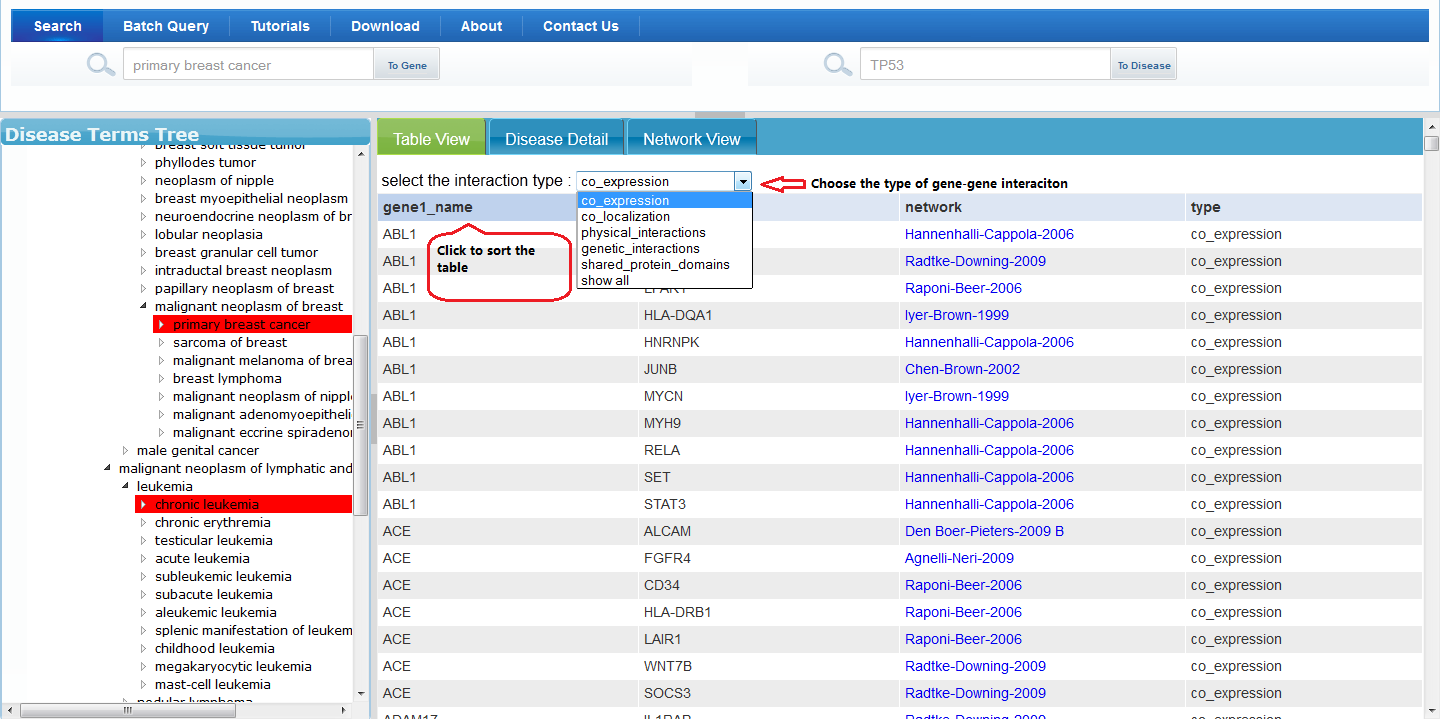 Search Batch Query Tutorials Download About Contact Us
primary breast cancer To Gene TP53 To Disease
Disease Terms Tree
breast soft tissue tumor
phyllodes tumor
neoplasm of nipple
breast myoepithelial neoplasm
neuroendocrine neoplasm of br
lobular neoplasia
breast granular cell tumor
intraductal breast neoplasm
papillary neoplasm of breast
malignant neoplasm of breast
primary breast cancer
sarcoma of breast
malignant melanoma of brea
breast lymphoma
malignant neoplasm of nippl
malignant adenomyoepitheli
malignant eccrine spiradenor
male genital cancer
malignant neoplasm of lymphatic and
leukemia
chronic leukemia
chronic erythremia
testicular leukemia
acute leukemia
subleukemic leukemia
subacute leukemia
aleukemic leukemia
splenic manifestation of leukem
childhood leukemia
megakaryocytic leukemia
mast-cell leukemia
nodular lymphoma
Table View Disease Detail Network View
select the interaction type : co_expression
Choose the type of gene-gene interaciton
co_expression
co_localization
physical_interactions
genetic_interactions
shared_protein_domains
show all
Click to sort the
table
gene1_name network type
ABL1 Hannenhalli-Cappola-2006 co_expression
ABL1 Radtke-Downing-2009 co_expression
ABL1 Raponi-Beer-2006 co_expression
ABL1 HLA-DQA1 Iyer-Brown-1999 co_expression
ABL1 HNRNPK Hannenhalli-Cappola-2006 co_expression
ABL1 JUNB Chen-Brown-2002 co_expression
ABL1 MYCN Iyer-Brown-1999 co_expression
ABL1 MYH9 Hannenhalli-Cappola-2006 co_expression
ABL1 RELA Hannenhalli-Cappola-2006 co_expression
ABL1 SET Hannenhalli-Cappola-2006 co_expression
ABL1 STAT3 Hannenhalli-Cappola-2006 co_expression
ACE ALCAM Den Boer-Pieters-2009 B co_expression
ACE FGFR4 Agnelli-Neri-2009 co_expression
ACE CD34 Raponi-Beer-2006 co_expression
ACE HLA-DRB1 Raponi-Beer-2006 co_expression
ACE LAIR1 Raponi-Beer-2006 co_expression
ACE WNT7B Radtke-Downing-2009 co_expression
ACE SOCS3 Radtke-Downing-2009 co_expression
ADAM17 IL1RAP Radtke-Downing-2009 co_expression